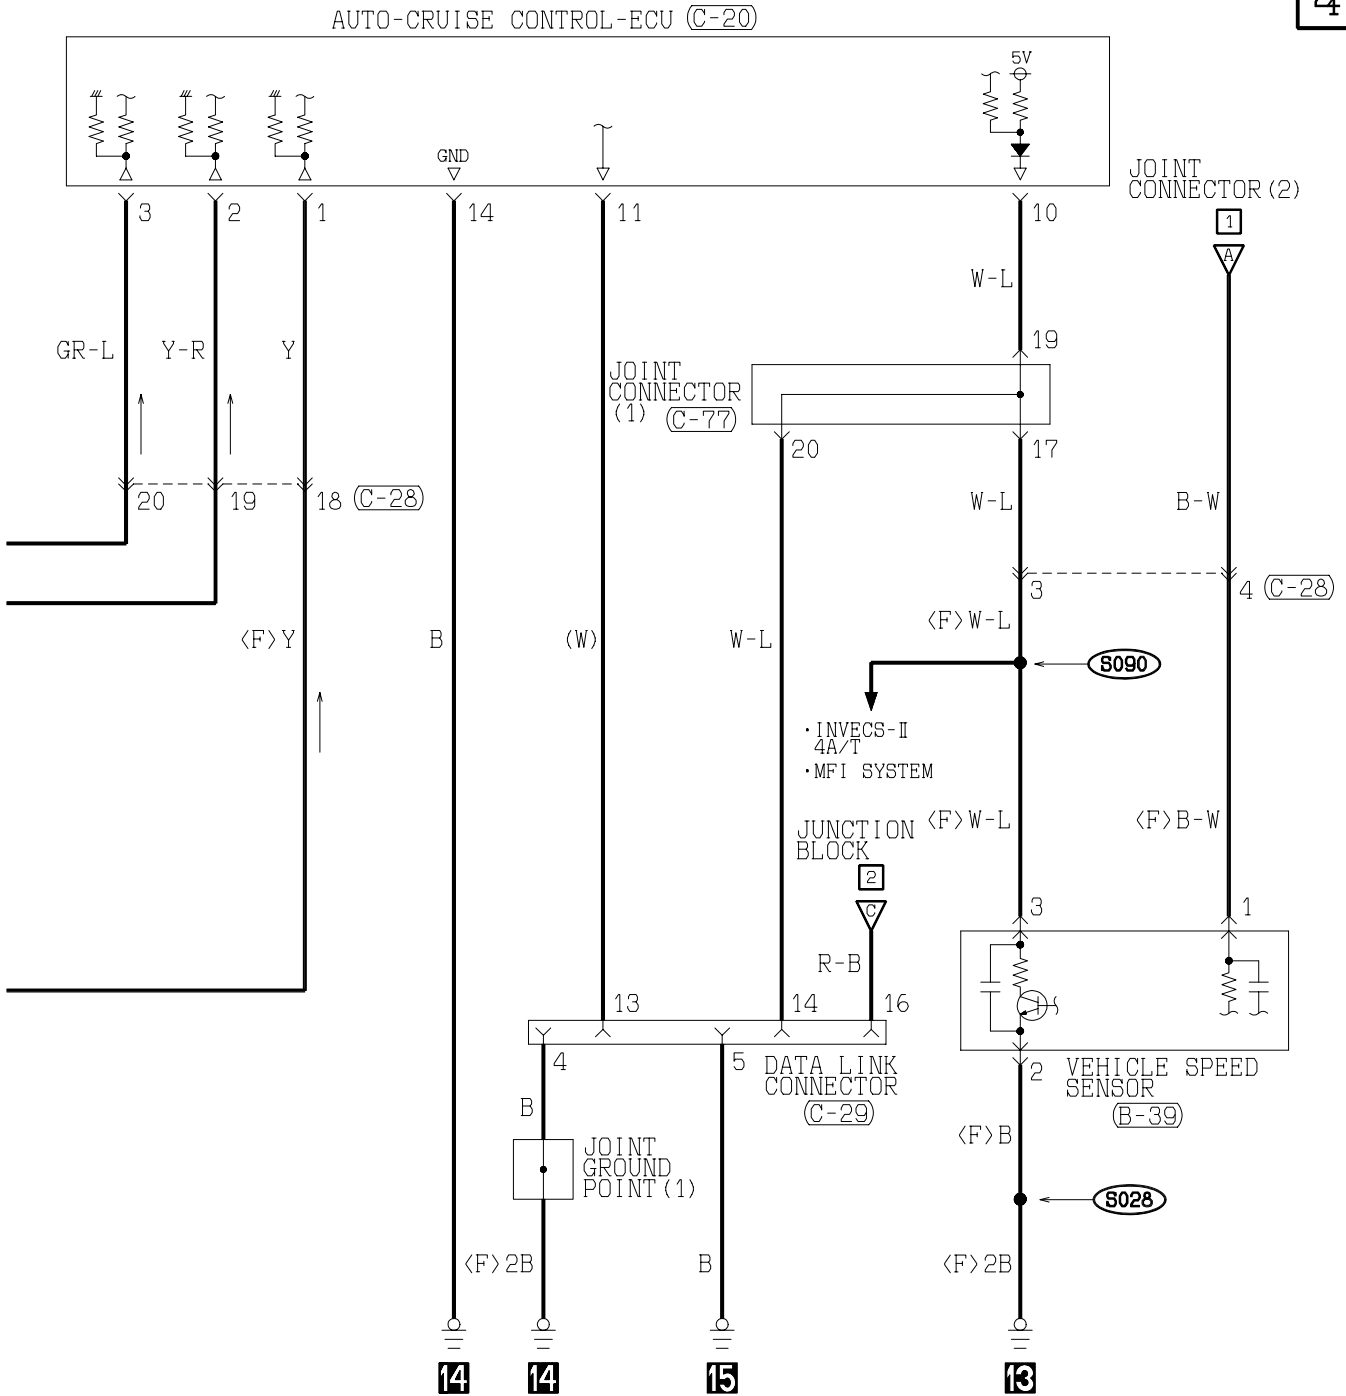 AUTO-CRUISE CONTROL-ECU (C-20)
4
5V
GND
JOINT
CONNECTOR(2)
1
A
3
2
1
14
11
10
W-L
19
GR-L
Y-R
Y
JOINT
CONNECTOR
(1) (C-77)
20
17
20
19
18 (C-28)
W-L
B-W
3
4 (C-28)
<F>Y
B
(W)
W-L
<F>W-L
S090
・INVECS-Ⅱ
4A/T
・MFI SYSTEM
JUNCTION
BLOCK
<F>W-L
<F>B-W
2
C
3
1
R-B
13
14
16
4
5
DATA LINK
CONNECTOR
(C-29)
2
VEHICLE SPEED
SENSOR
(B-39)
B
<F>B
JOINT
GROUND
POINT(1)
S028
<F>2B
B
<F>2B
14
14
15
13